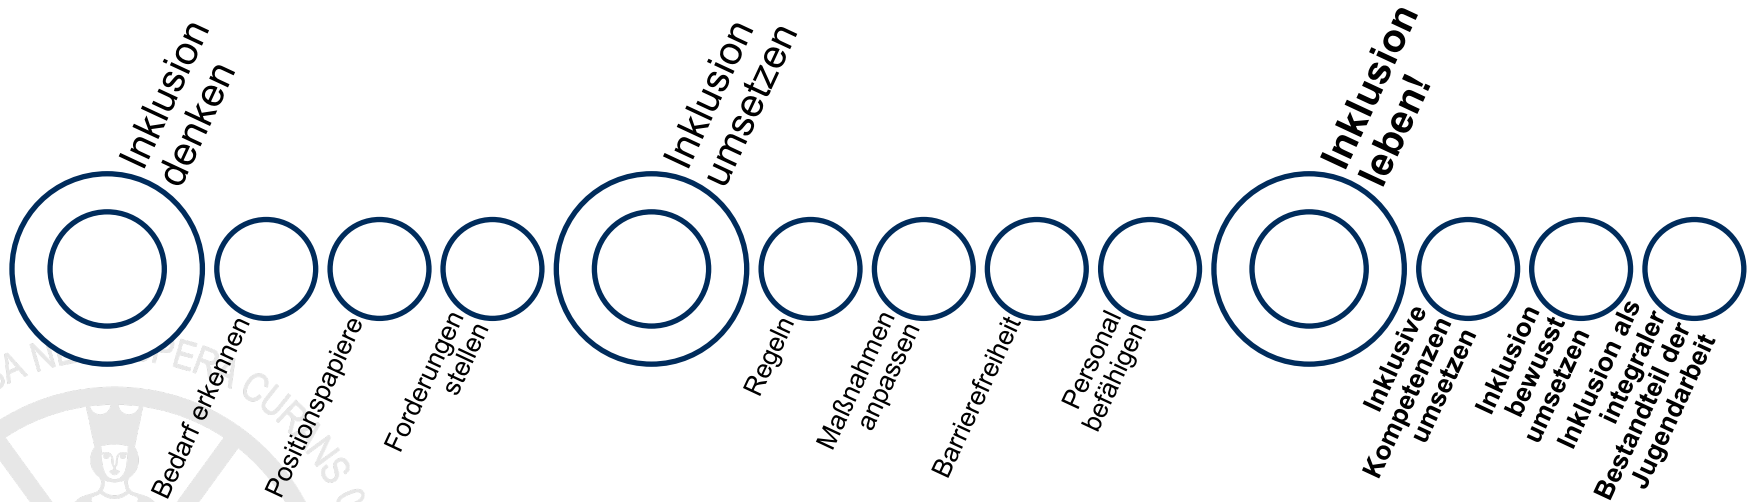 Inklusion
denken
Bedarf erkennen
Positionspapiere
Forderungen
stellen
Inklusion
umsetzen
Regeln
Maßnahmen
anpassen
Barrierefreiheit
Personal
befähigen
Inklusion
leben!
Inklusive
Kompetenzen
umsetzen
Inklusion
bewusst
umsetzen
Inklusion als
integraler
Bestandteil der
Jugendarbeit